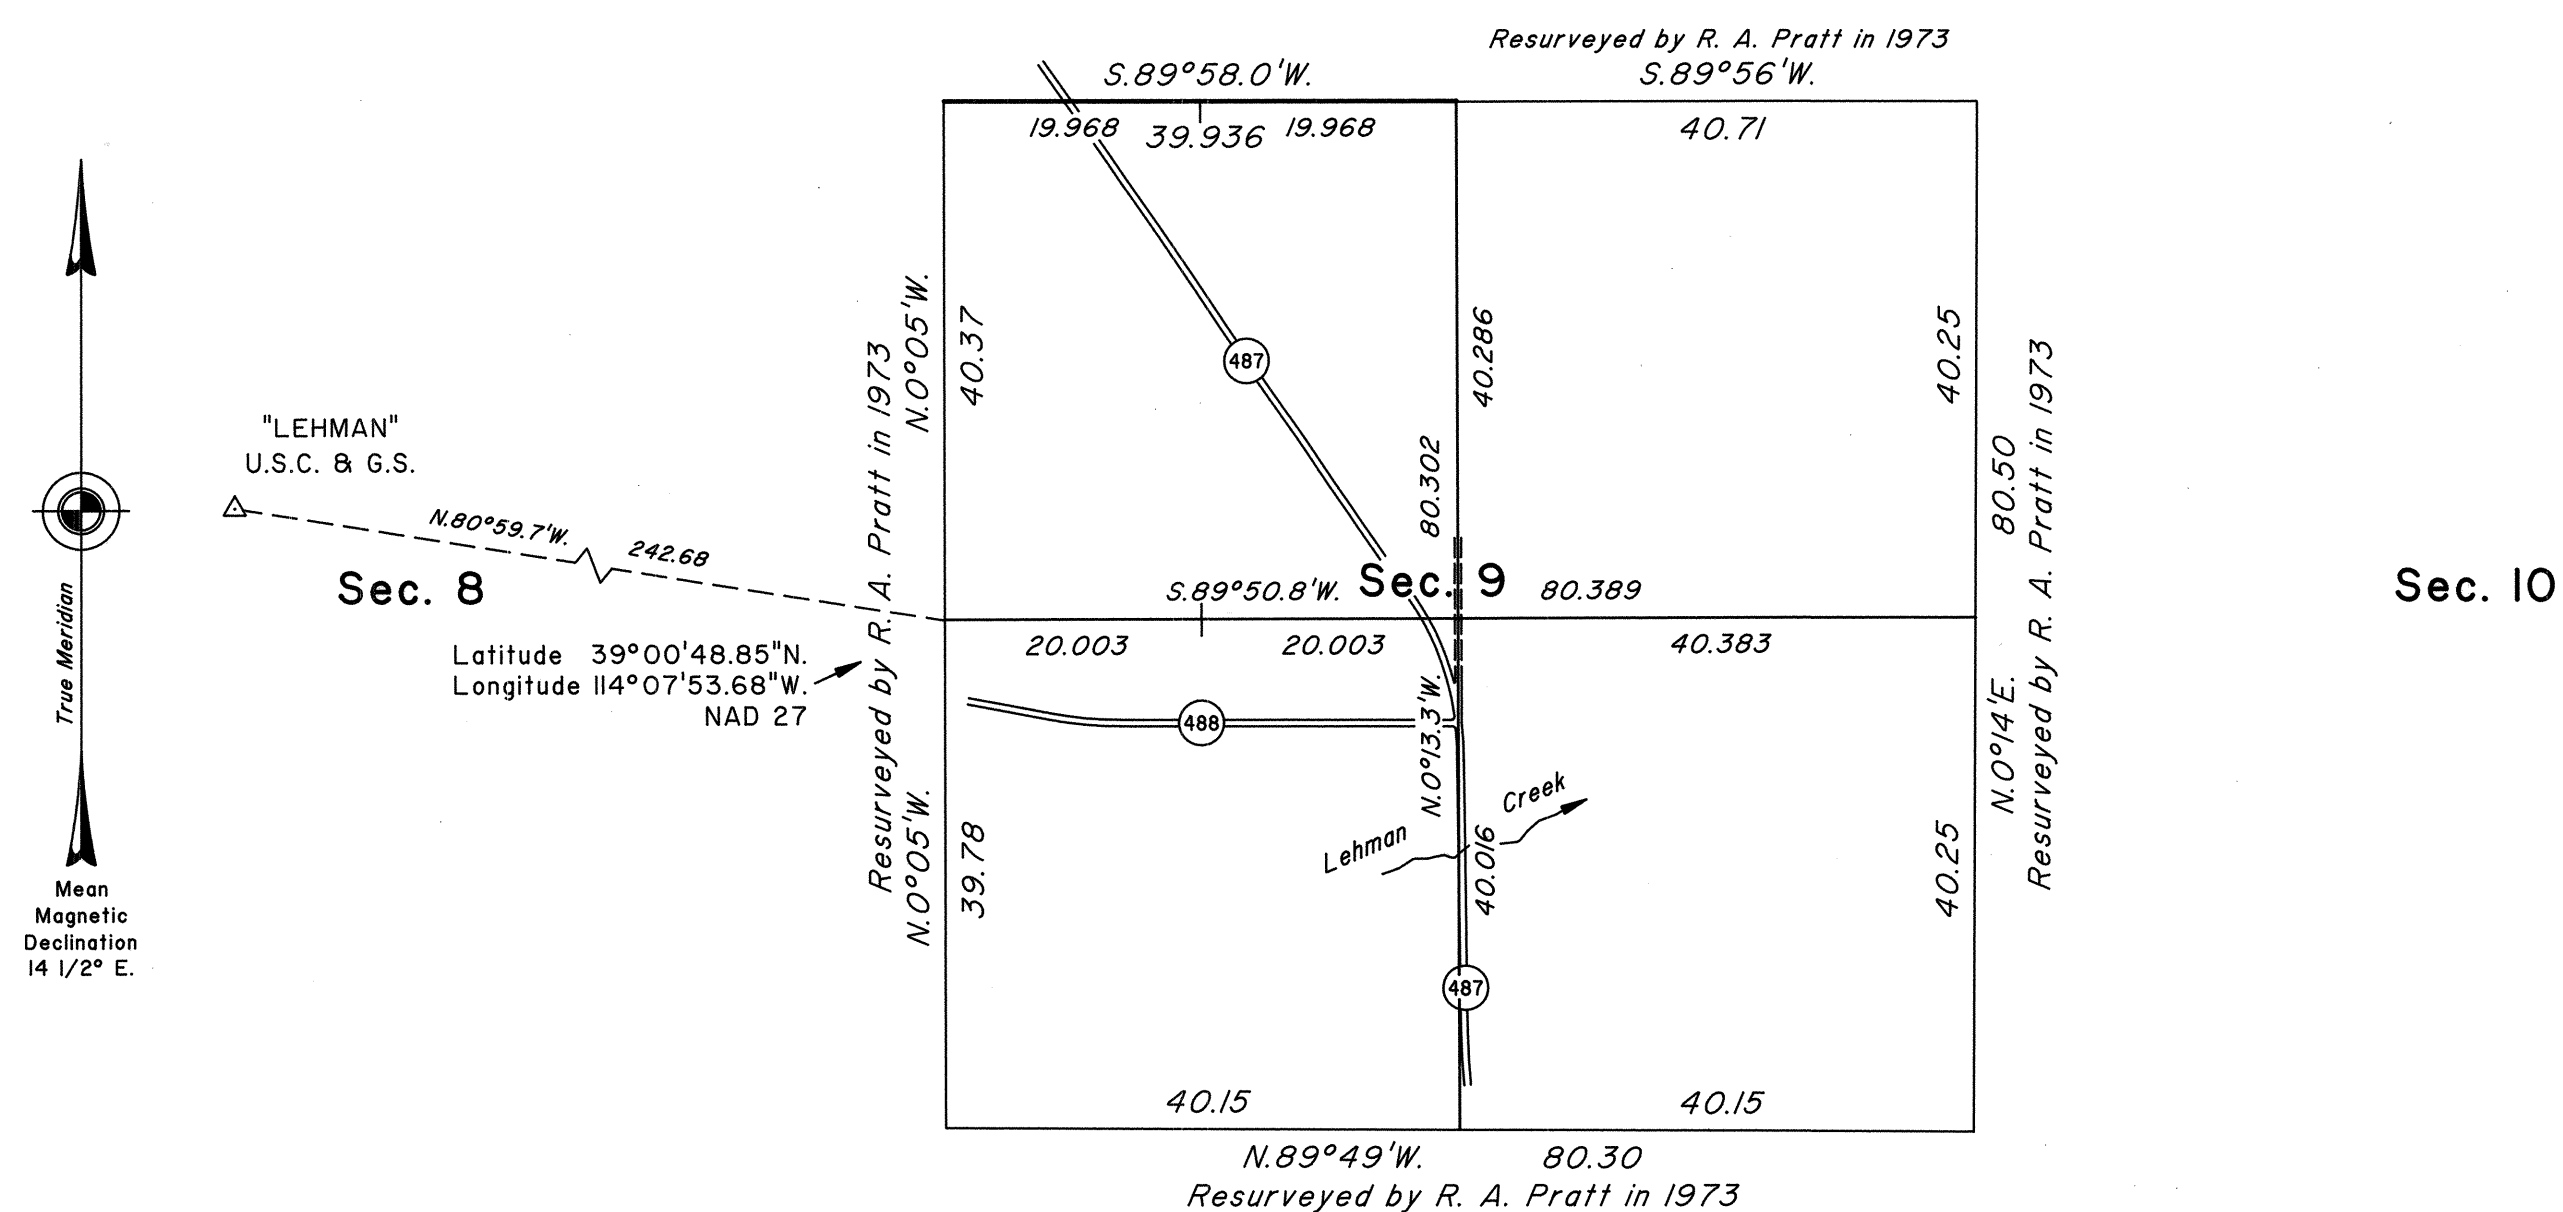 Resurveyed by R. A. Pratt in 1973
S.89°58.0'W.
S.89°56'W.
19.968
39.936
19.968
40.71
Resurveyed by R. A. Pratt in 1973
N.0°05'W.
40.37
487
40.286
40.25
80.302
"LEHMAN"
U.S.C. & G.S.
N.80°59.7'W.
242.68
Sec. 8
S.89°50.8'W.
Sec. 9
80.389
80.50
Resurveyed by R. A. Pratt in 1973
Sec. 10
True Meridian
Latitude 39°00'48.85"N.
Longitude 114°07'53.68"W.
NAD 27
20.003
20.003
40.383
488
N.0°13.3'W.
N.0°14'E.
N.0°05'W.
39.78
Lehman Creek
40.016
40.25
Mean
Magnetic
Declination
14 1/2° E.
487
40.15
40.15
N.89°49'W.
80.30
Resurveyed by R. A. Pratt in 1973